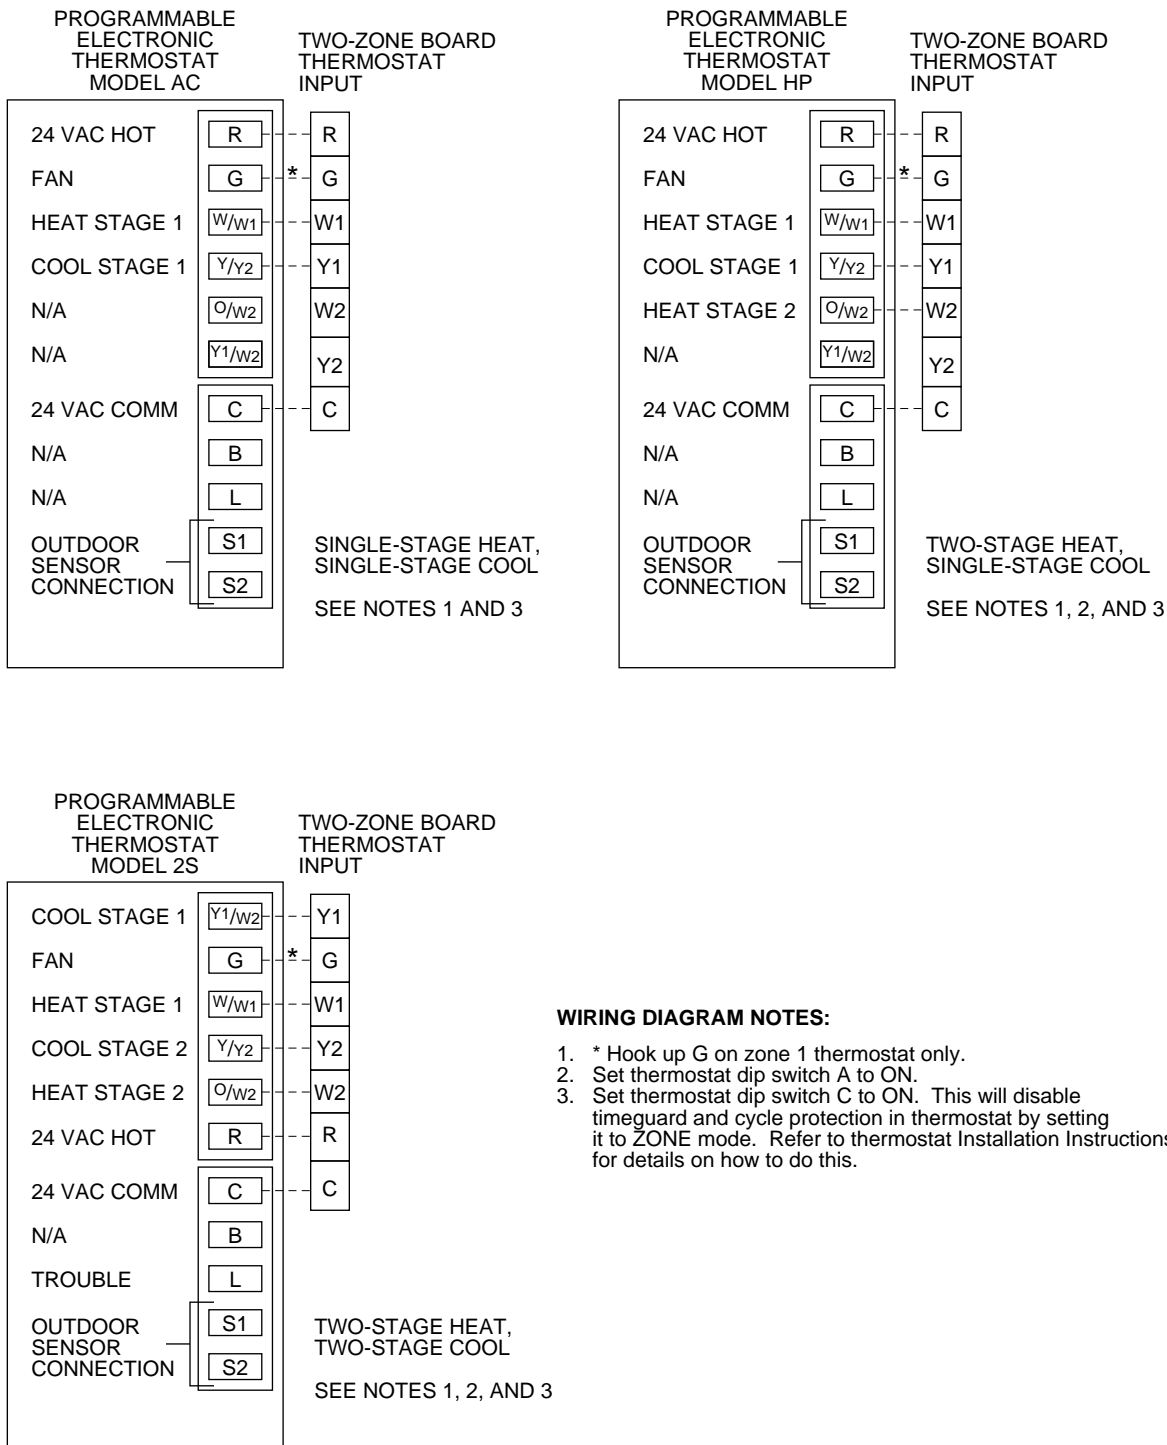 PROGRAMMABLE
ELECTRONIC
THERMOSTAT
MODEL AC
TWO-ZONE BOARD
THERMOSTAT
INPUT
24 VAC HOT R R
FAN G * G
HEAT STAGE 1 W/W1 W1
COOL STAGE 1 Y/Y2 Y1
N/A O/W2 W2
N/A Y1/W2 Y2
24 VAC COMM C C
N/A B
N/A L
OUTDOOR
SENSOR
CONNECTION
S1
S2
SINGLE-STAGE HEAT,
SINGLE-STAGE COOL
SEE NOTES 1 AND 3
PROGRAMMABLE
ELECTRONIC
THERMOSTAT
MODEL HP
TWO-ZONE BOARD
THERMOSTAT
INPUT
24 VAC HOT R R
FAN G * G
HEAT STAGE 1 W/W1 W1
COOL STAGE 1 Y/Y2 Y1
HEAT STAGE 2 O/W2 W2
N/A Y1/W2 Y2
24 VAC COMM C C
N/A B
N/A L
OUTDOOR
SENSOR
CONNECTION
S1
S2
TWO-STAGE HEAT,
SINGLE-STAGE COOL
SEE NOTES 1, 2, AND 3
PROGRAMMABLE
ELECTRONIC
THERMOSTAT
MODEL 2S
TWO-ZONE BOARD
THERMOSTAT
INPUT
COOL STAGE 1 Y1/W2 Y1
FAN G * G
HEAT STAGE 1 W/W1 W1
COOL STAGE 2 Y/Y2 Y2
HEAT STAGE 2 O/W2 W2
24 VAC HOT R R
24 VAC COMM C C
N/A B
TROUBLE L
OUTDOOR
SENSOR
CONNECTION
S1
S2
TWO-STAGE HEAT,
TWO-STAGE COOL
SEE NOTES 1, 2, AND 3
WIRING DIAGRAM NOTES:
1. * Hook up G on zone 1 thermostat only.
2. Set thermostat dip switch A to ON.
3. Set thermostat dip switch C to ON. This will disable
timeguard and cycle protection in thermostat by setting
it to ZONE mode. Refer to thermostat Installation Instructions
for details on how to do this.